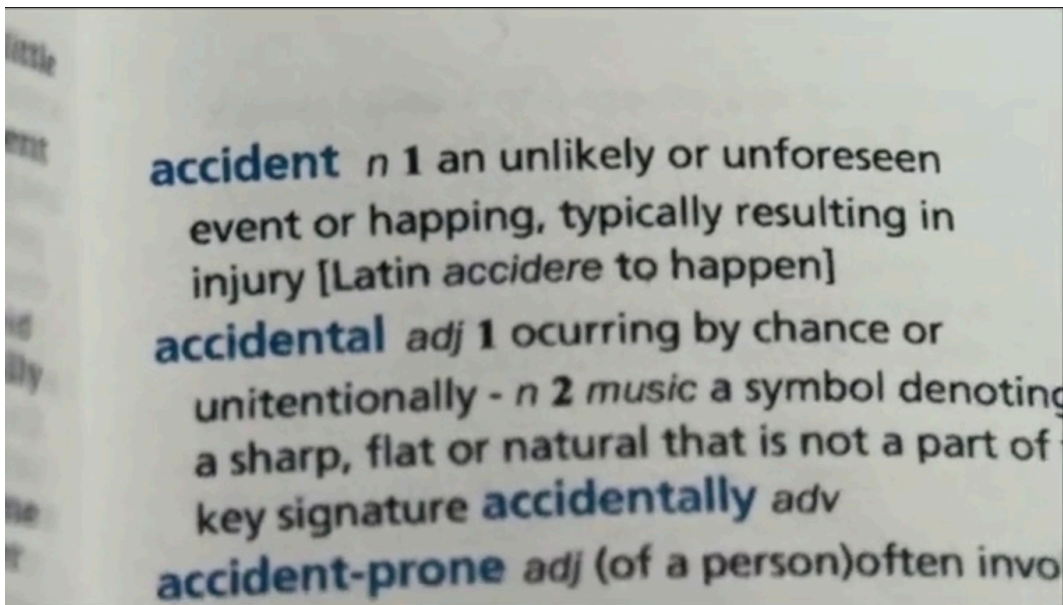 little
accident n 1 an unlikely or unforeseen
event or happing, typically resulting in
injury [Latin accidere to happen]
accidental adj 1 ocurring by chance or
unitentionally - n 2 music a symbol denoting
a sharp, flat or natural that is not a part of
key signature accidentally adv
accident-prone adj (of a person)often invo